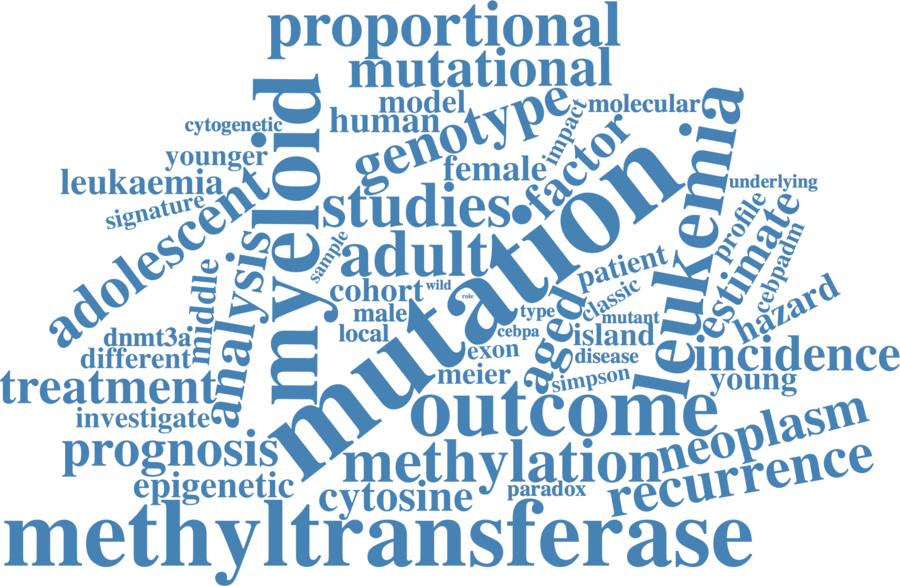 proportional
mutational
model
molecular
cytogenetic
human
genotype
impact
younger
factor
female
leukaemia
adolescent
myeloid
mutation
leukemia
underlying
signature
studies
profile
estimate
cebpadm
sample
adult
patient
analysis
middle
cohort
wild
role
classic
hazard
male
type
mutant
dnmt3a
local
cebpa
aged
island
different
exon
disease
incidence
treatment
meier
simpson
young
investigate
outcome
prognosis
methylation
neoplasm
epigenetic
cytosine
paradox
recurrence
methyltransferase